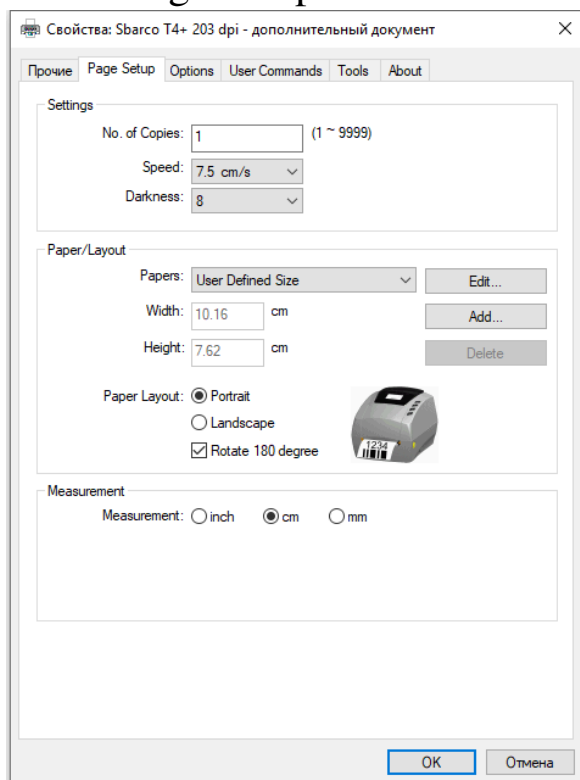 Свойства: Sbarco T4+ 203 dpi - дополнительный документ
Прочие Page Setup Options User Commands Tools About
Settings
No. of Copies: 1 (1 ~ 9999)
Speed: 7.5 cm/s
Darkness: 8
Paper/Layout
Papers: User Defined Size Edit...
Width: 10.16 cm Add...
Height: 7.62 cm Delete
Paper Layout: Portrait
Landscape
Rotate 180 degree
1234
Measurement
Measurement: inch cm mm
OK Отмена